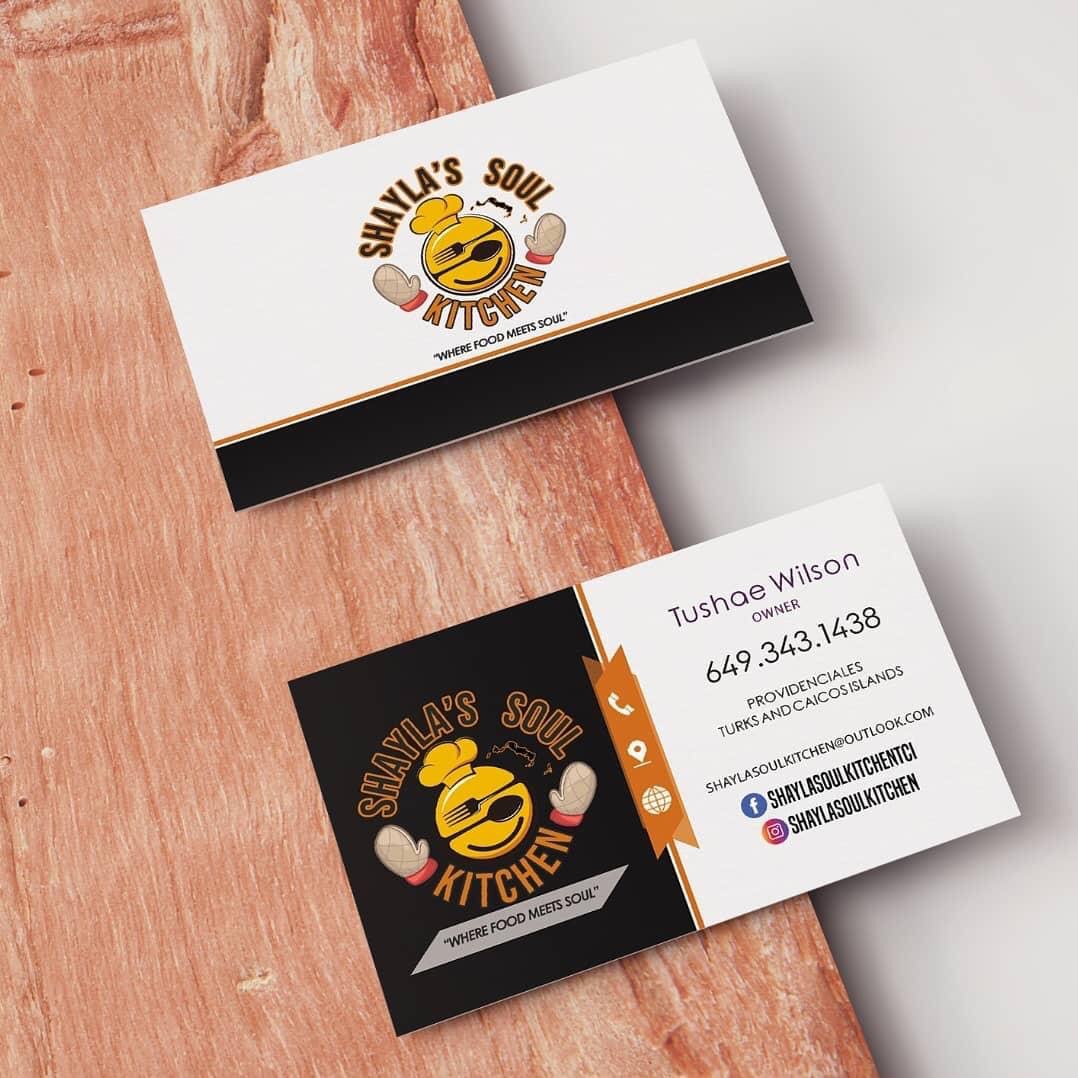 SHAYLA'S SOUL
KITCHEN
"WHERE FOOD MEETS SOUL"
SHAYLA'S SOUL
KITCHEN
"WHERE FOOD MEETS SOUL"
Tushae Wilson
OWNER
649.343.1438
PROVIDENCIALES
TURKS AND CAICOS ISLANDS
SHAYLASOULKITCHEN@OUTLOOK.COM
SHAYLASOULKITCHENTCI
SHAYLASOULKITCHEN